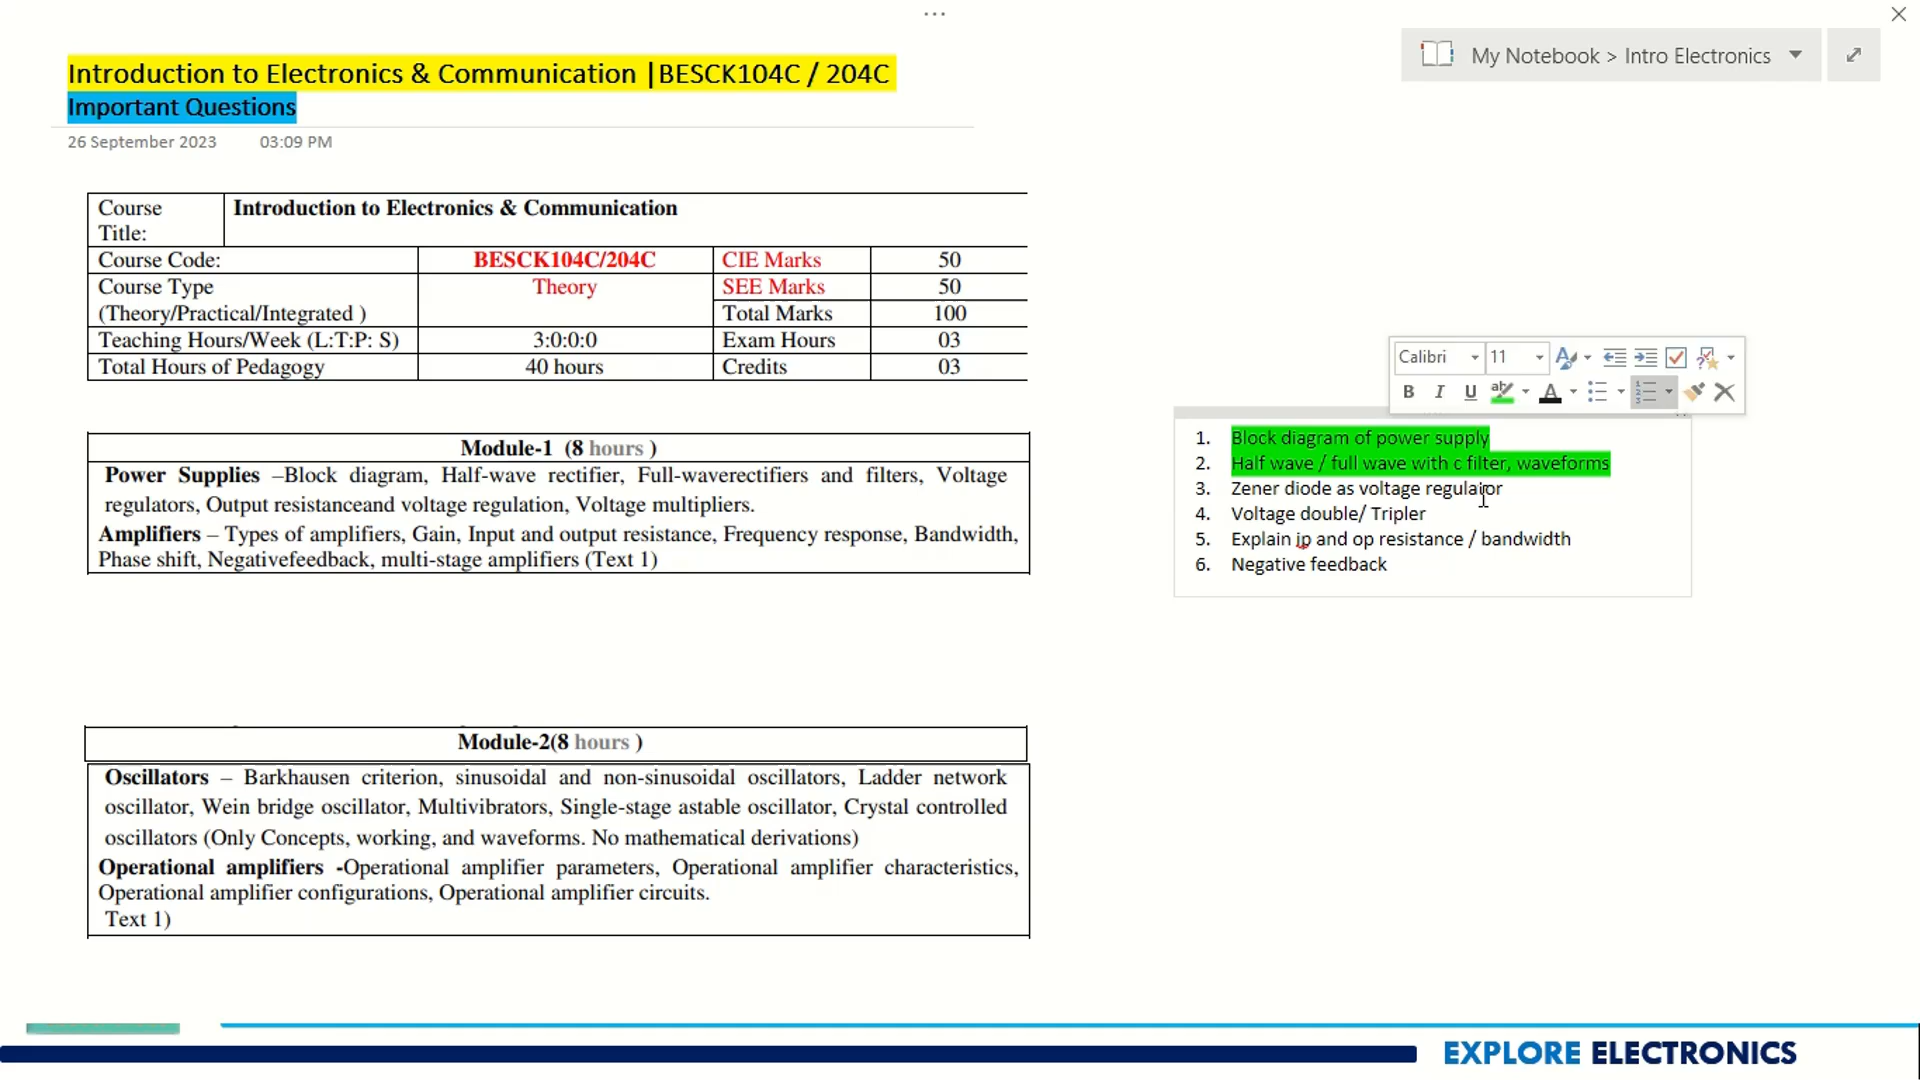 ...
My Notebook > Intro Electronics
Introduction to Electronics & Communication |BESCK104C / 204C
Important Questions
26 September 2023 03:09 PM
Course Title: Introduction to Electronics & Communication
Course Code: BESCK104C/204C CIE Marks 50
Course Type Theory SEE Marks 50
(Theory/Practical/Integrated ) Total Marks 100
Teaching Hours/Week (L:T:P: S) 3:0:0:0 Exam Hours 03
Total Hours of Pedagogy 40 hours Credits 03
Module-1 (8 hours )
Power Supplies –Block diagram, Half-wave rectifier, Full-waverectifiers and filters, Voltage
regulators, Output resistanceand voltage regulation, Voltage multipliers.
Amplifiers – Types of amplifiers, Gain, Input and output resistance, Frequency response, Bandwidth,
Phase shift, Negativefeedback, multi-stage amplifiers (Text 1)
Calibri 11
B I U ab A
1. Block diagram of power supply
2. Half wave / full wave with c filter, waveforms
3. Zener diode as voltage regulator
4. Voltage double/ Tripler
5. Explain ip and op resistance / bandwidth
6. Negative feedback
Module-2(8 hours )
Oscillators – Barkhausen criterion, sinusoidal and non-sinusoidal oscillators, Ladder network
oscillator, Wein bridge oscillator, Multivibrators, Single-stage astable oscillator, Crystal controlled
oscillators (Only Concepts, working, and waveforms. No mathematical derivations)
Operational amplifiers -Operational amplifier parameters, Operational amplifier characteristics,
Operational amplifier configurations, Operational amplifier circuits.
Text 1)
EXPLORE ELECTRONICS